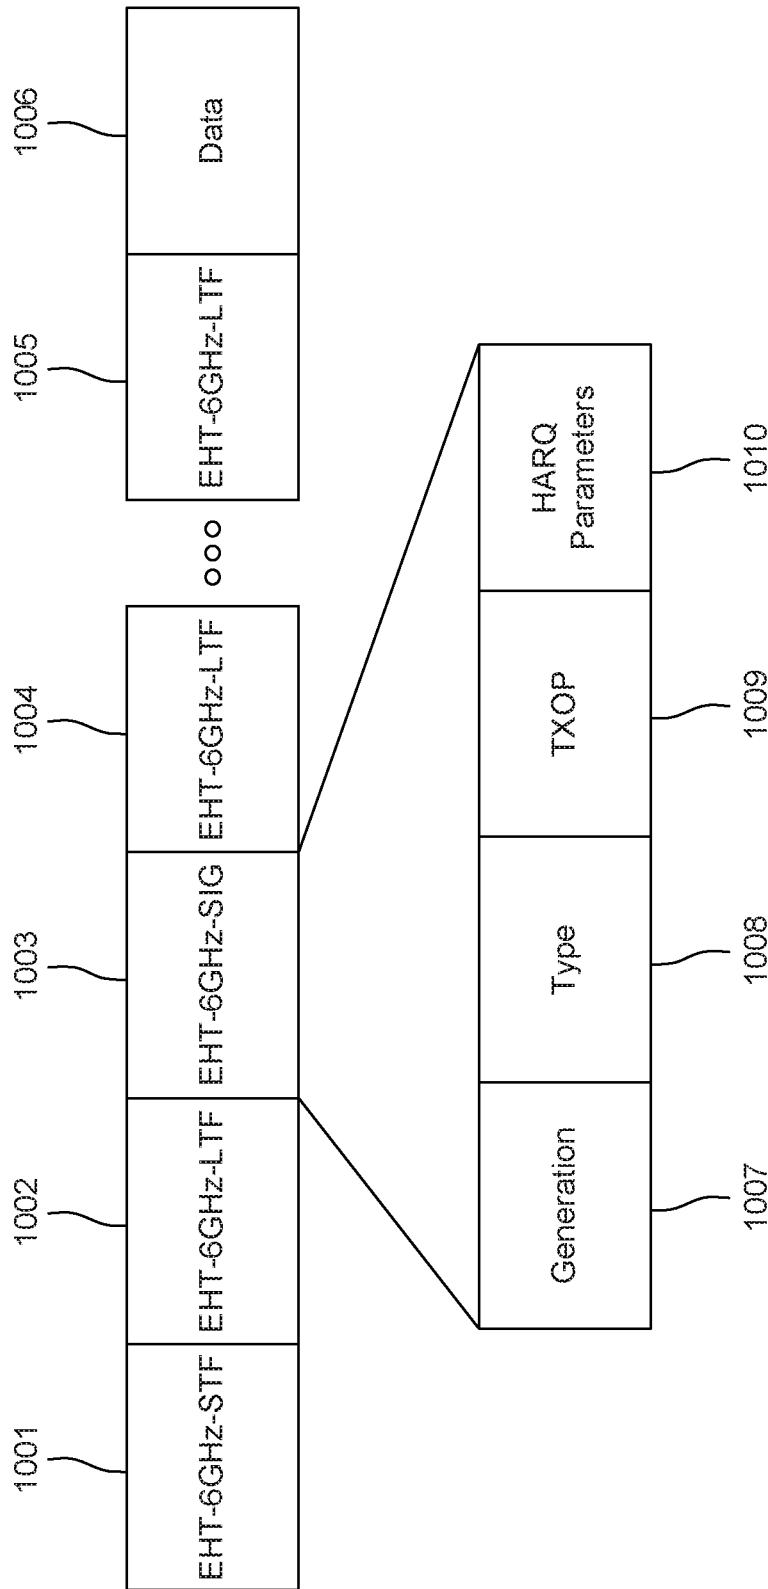 1001
1002
1003
1004
1005
1006
EHT-6GHz-STF
EHT-6GHz-LTF
EHT-6GHz-SIG
EHT-6GHz-LTF
EHT-6GHz-LTF
Data
Generation
Type
TXOP
HARQ
Parameters
1007
1008
1009
1010